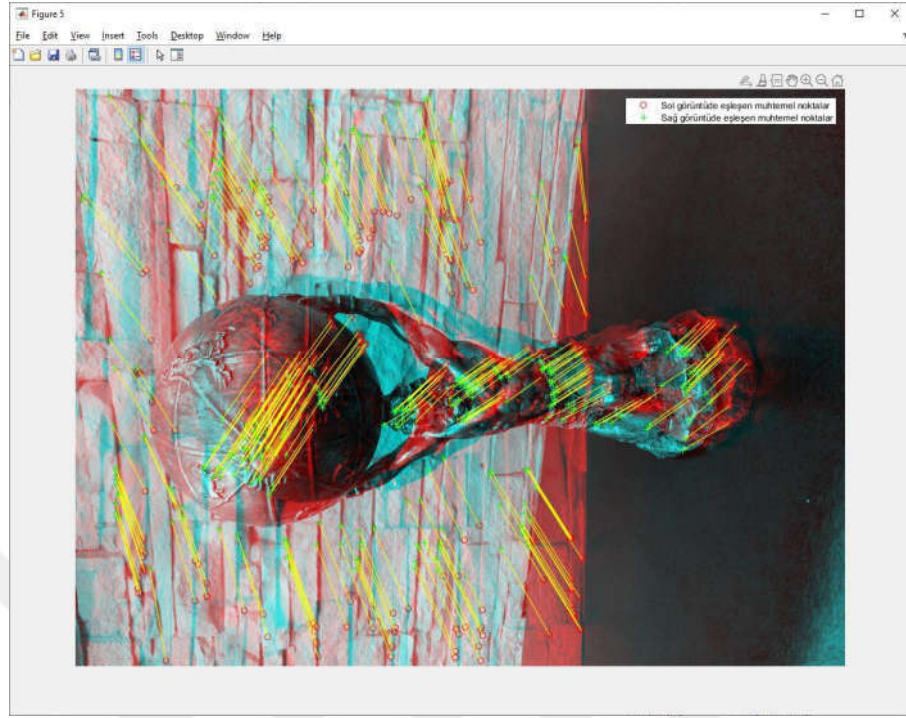 Figure 5
File Edit View Insert Tools Desktop Window Help
Sol görüntüde eşleşen muhtemel noktalar
Sağ görüntüde eşleşen muhtemel noktalar